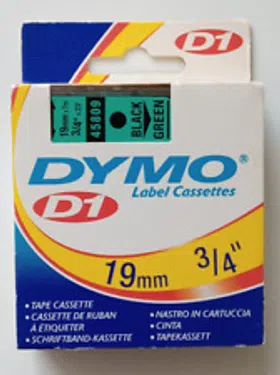 D1
19mm x 7m
3/4" x 23'
45809
BLACK
GREEN
DYMO®
D1 Label Cassettes
19mm 3/4"
• TAPE CASSETTE
• CASSETTE DE RUBAN
À ÉTIQUETER
• SCHRIFTBAND-KASSETTE
• NASTRO IN CARTUCCIA
• CINTA
• TAPEKASSETT